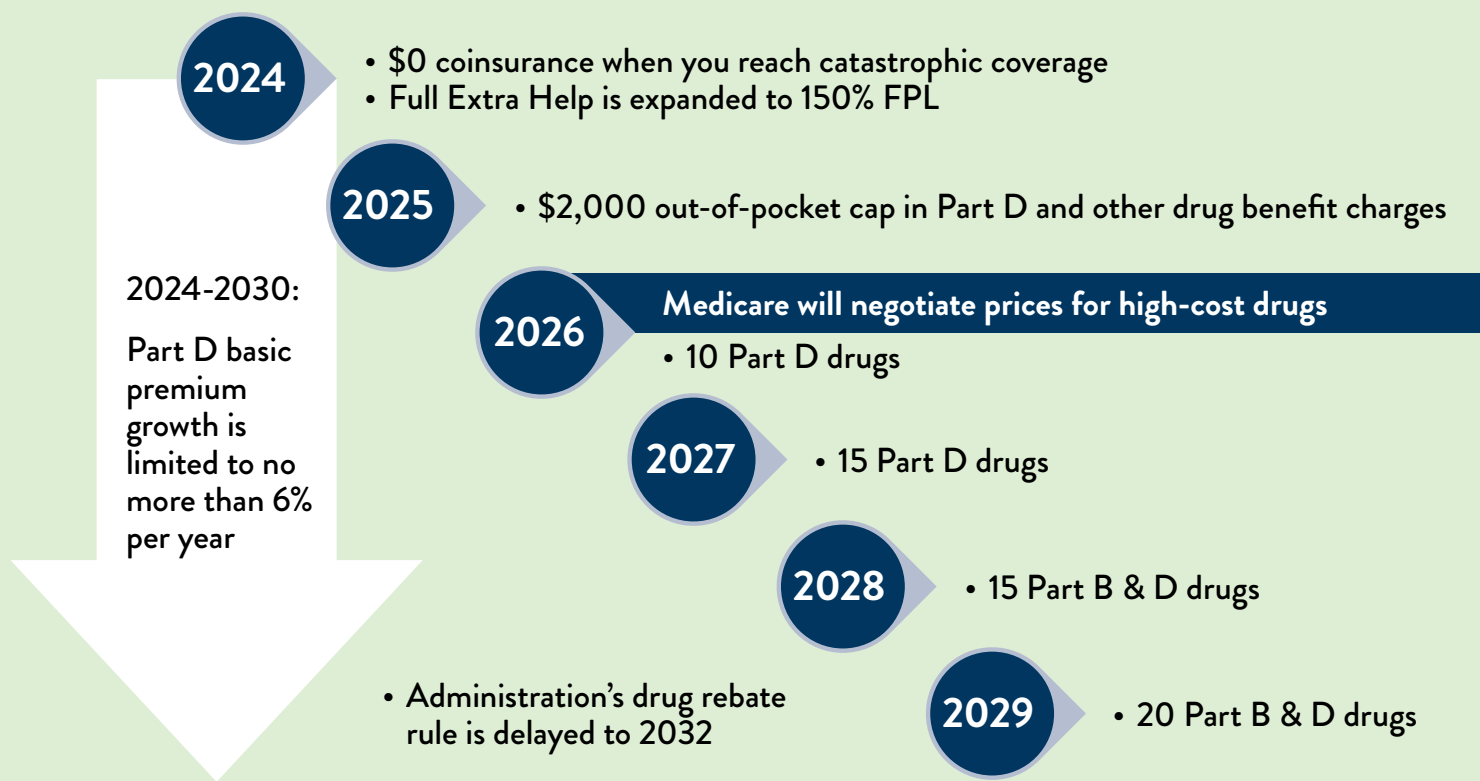 2024
• $0 coinsurance when you reach catastrophic coverage
• Full Extra Help is expanded to 150% FPL
2025
• $2,000 out-of-pocket cap in Part D and other drug benefit charges
2024-2030:
Part D basic
premium
growth is
limited to no
more than 6%
per year
2026
Medicare will negotiate prices for high-cost drugs
• 10 Part D drugs
2027
• 15 Part D drugs
2028
• 15 Part B & D drugs
• Administration’s drug rebate
rule is delayed to 2032
2029
• 20 Part B & D drugs